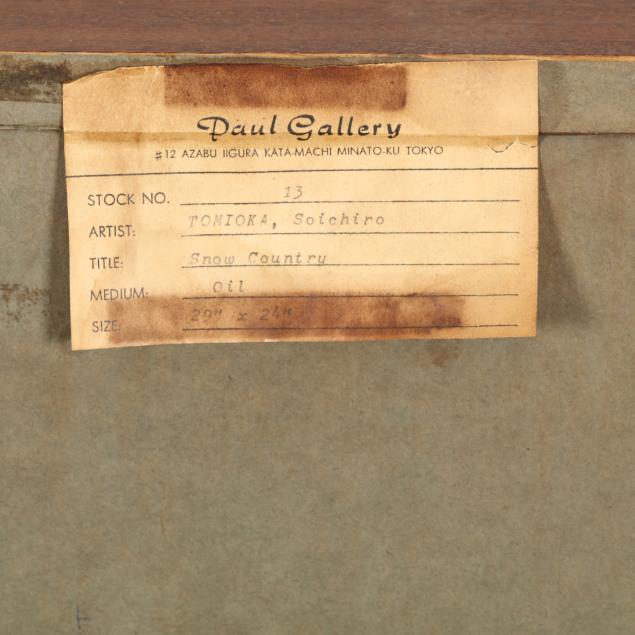 Paul Gallery
#12 AZABU IIGURA KATA-MACHI MINATO-KU TOKYO
STOCK NO. 13
ARTIST: TOMIOKA, Soichiro
TITLE: Snow Country
MEDIUM: Oil
SIZE: 29" x 24"